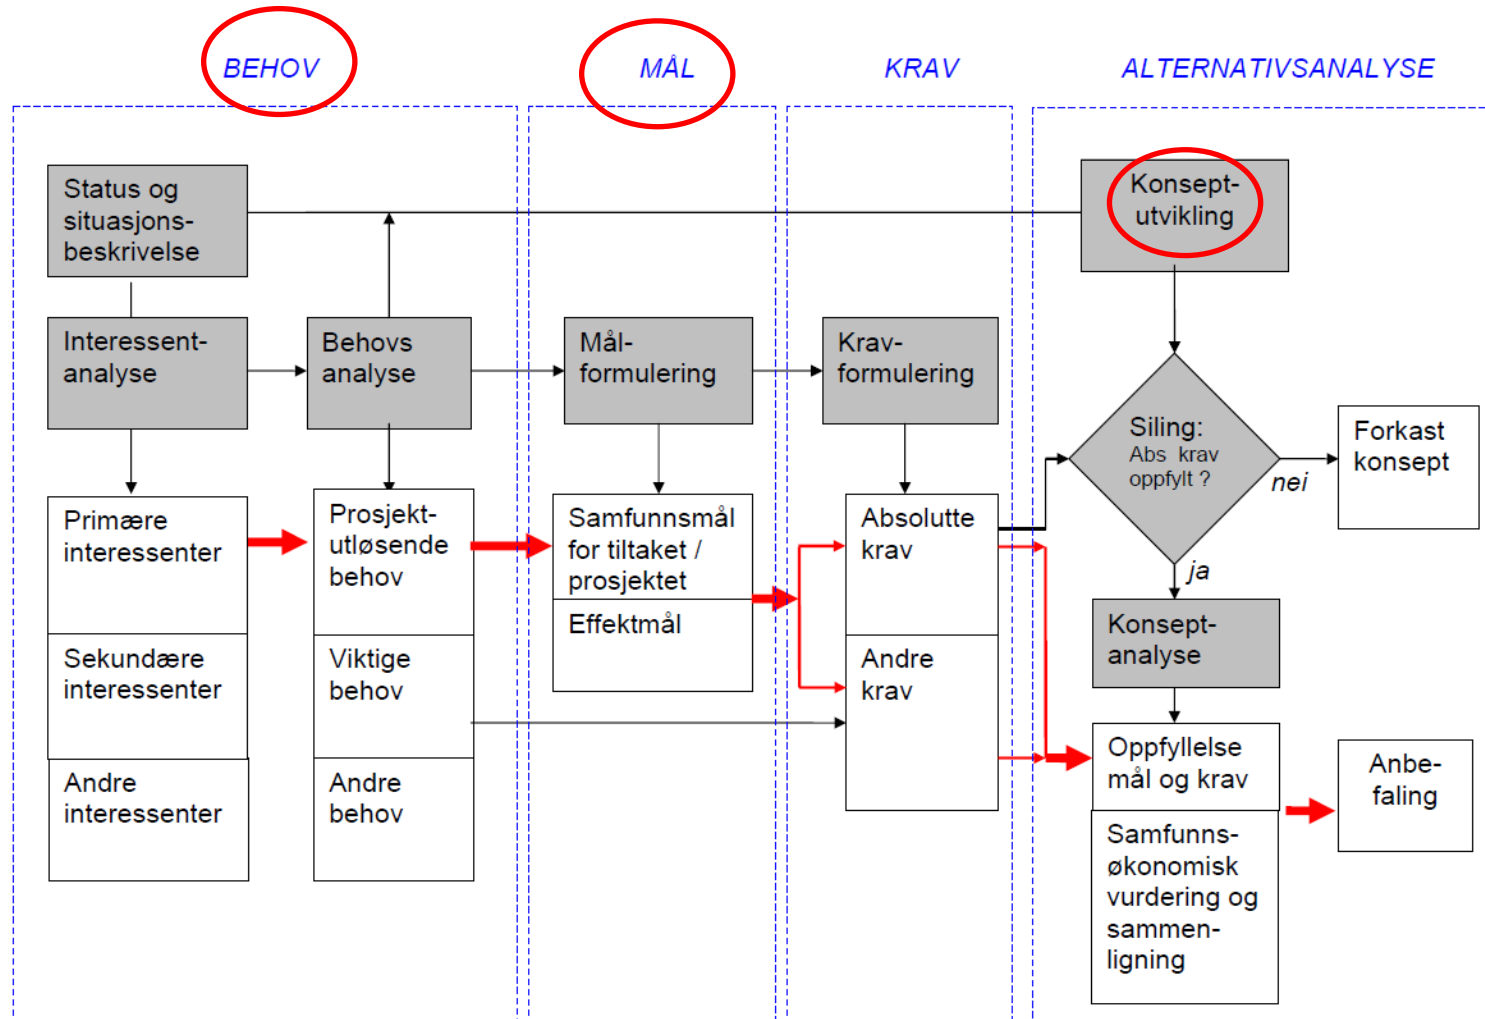 BEHOV
MÅL
KRAV
ALTERNATIVSANALYSE
Status og
situasjons-
beskrivelse
Interessent-
analyse
Primære
interessenter
Sekundære
interessenter
Andre
interessenter
Behovs
analyse
Prosjekt-
utløsende
behov
Viktige
behov
Andre
behov
Mål-
formulering
Samfunnsmål
for tiltaket /
prosjektet
Effektmål
Krav-
formulering
Absolutte
krav
Andre
krav
Konsept-
utvikling
Siling:
Abs krav
oppfylt ?
nei
Forkast
konsept
ja
Konsept-
analyse
Oppfyllelse
mål og krav
Samfunns-
økonomisk
vurdering og
sammen-
ligning
Anbe-
faling